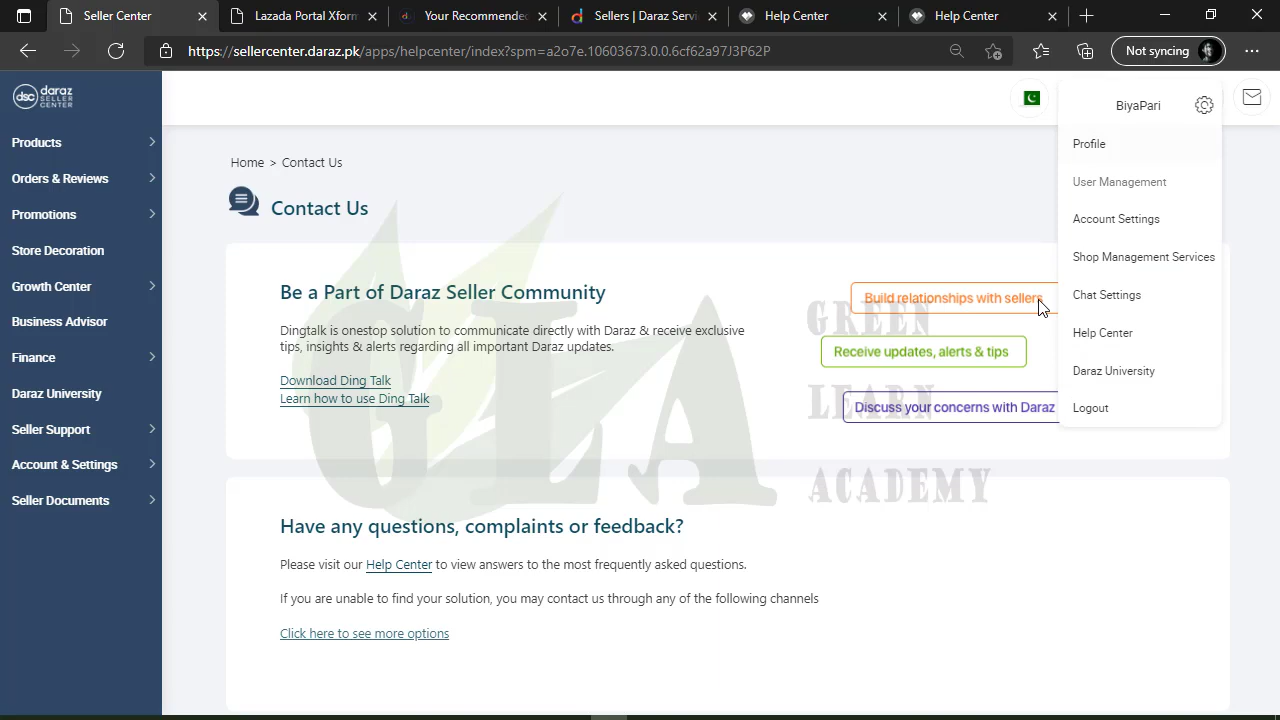 Seller Center
Lazada Portal Xform
Your Recommende
Sellers | Daraz Servi
Help Center
Help Center
https://sellercenter.daraz.pk/apps/helpcenter/index?spm=a2o7e.10603673.0.0.6cf62a97J3P62P
Not syncing
dsc daraz
SELLER
CENTER
BiyaPari
Products
Orders & Reviews
Promotions
Store Decoration
Growth Center
Business Advisor
Finance
Daraz University
Seller Support
Account & Settings
Seller Documents
Home > Contact Us
Contact Us
Be a Part of Daraz Seller Community
Dingtalk is onestop solution to communicate directly with Daraz & receive exclusive
tips, insights & alerts regarding all important Daraz updates.
Download Ding Talk
Learn how to use Ding Talk
Build relationships with sellers
Receive updates, alerts & tips
Discuss your concerns with Daraz
Profile
User Management
Account Settings
Shop Management Services
Chat Settings
Help Center
Daraz University
Logout
GLA
GREEN
LEARN
ACADEMY
Have any questions, complaints or feedback?
Please visit our Help Center to view answers to the most frequently asked questions.
If you are unable to find your solution, you may contact us through any of the following channels
Click here to see more options